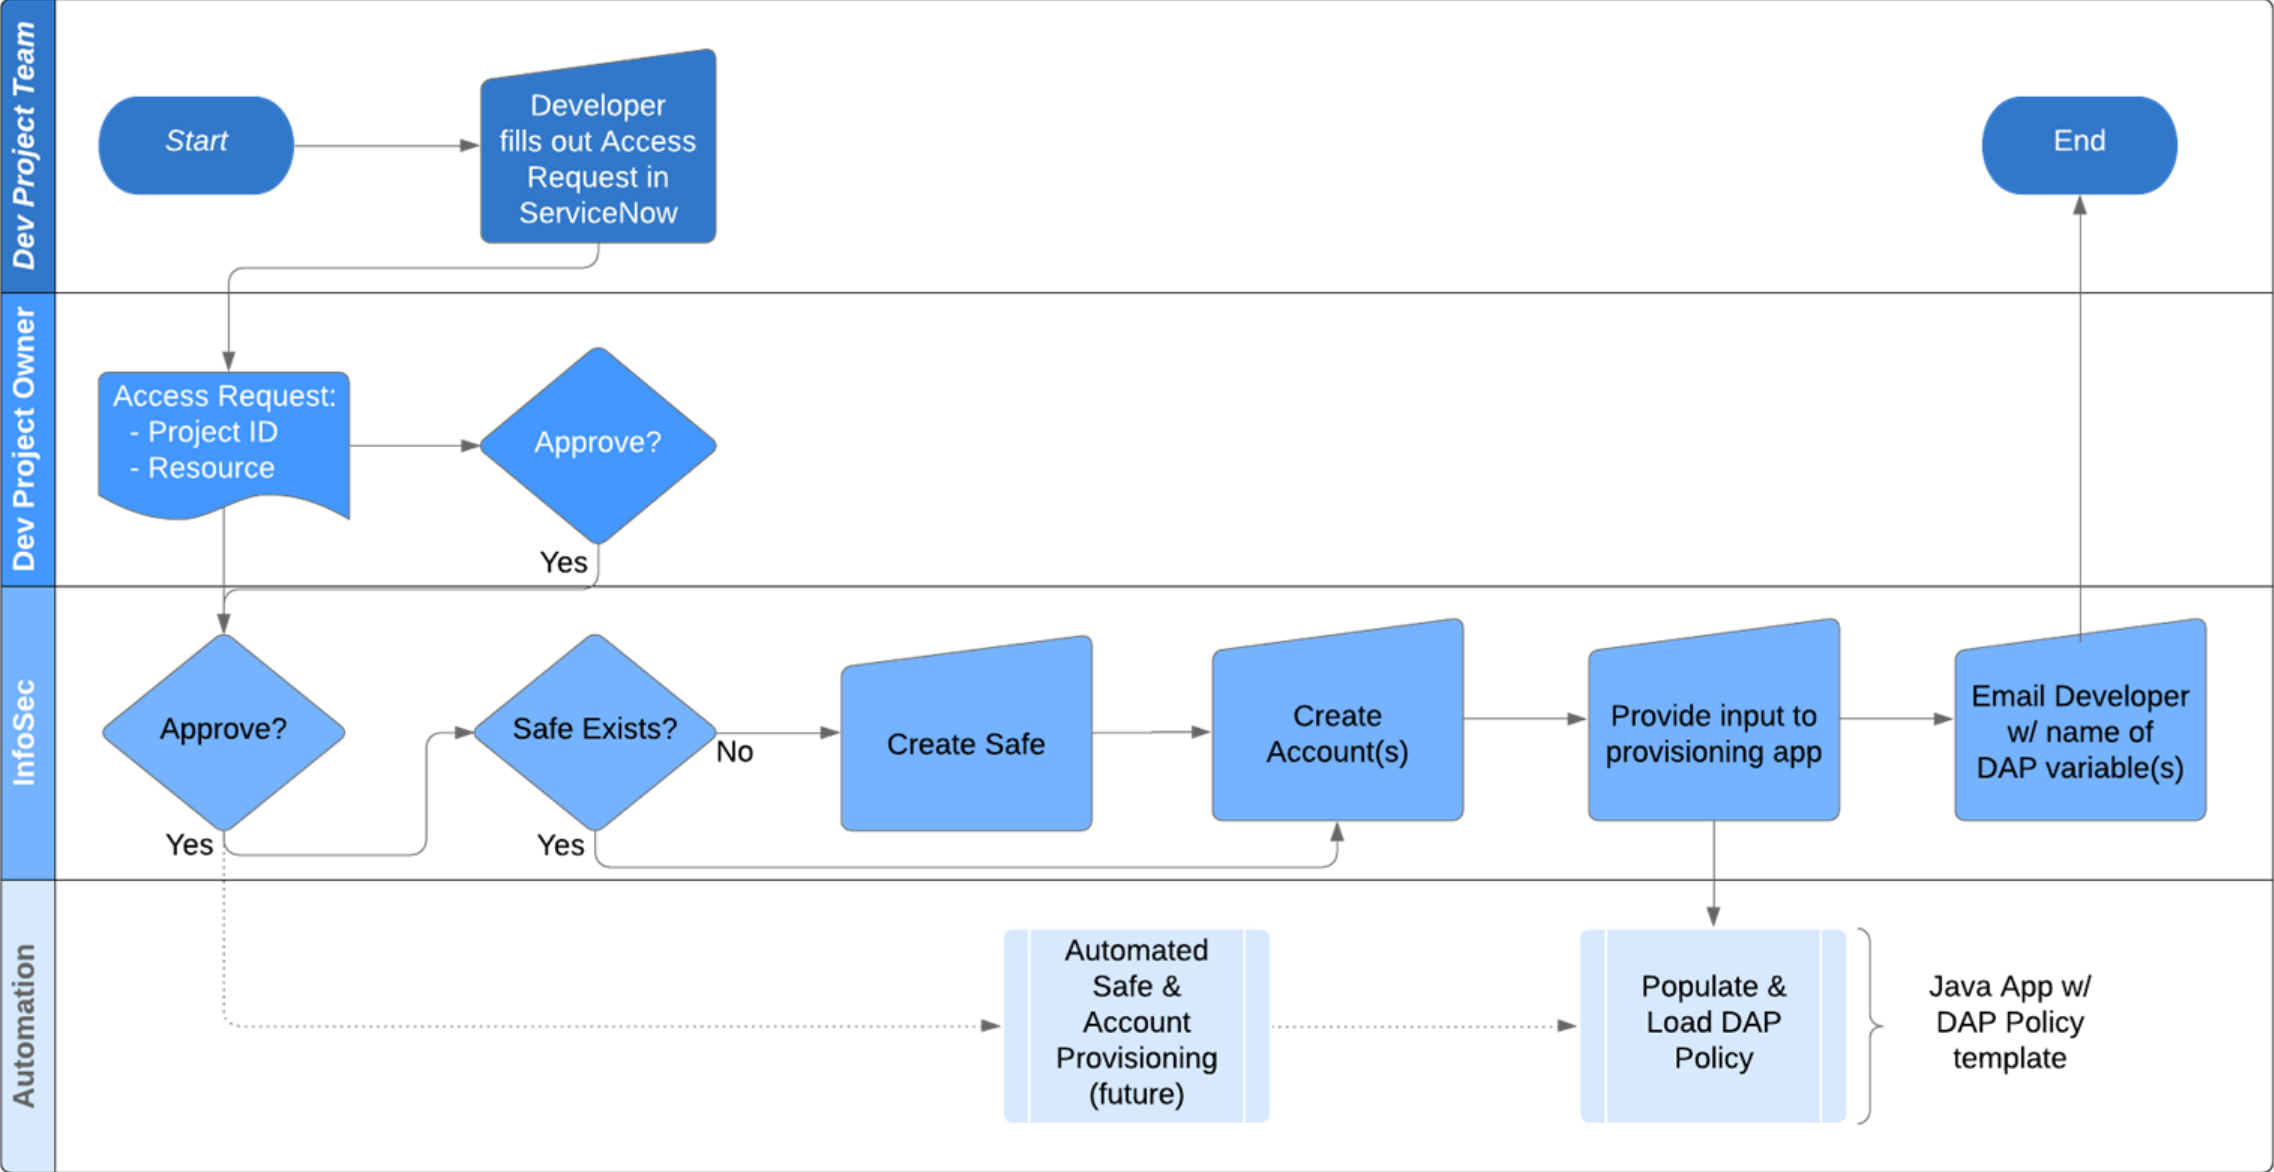 Dev Project Team
Start
Developer
fills out Access
Request in
ServiceNow
End
Dev Project Owner
Access Request:
- Project ID
- Resource
Approve?
Yes
InfoSec
Approve?
Yes
Safe Exists?
No
Yes
Create Safe
Create
Account(s)
Provide input to
provisioning app
Email Developer
w/ name of
DAP variable(s)
Automation
Automated
Safe &
Account
Provisioning
(future)
Populate &
Load DAP
Policy
Java App w/
DAP Policy
template